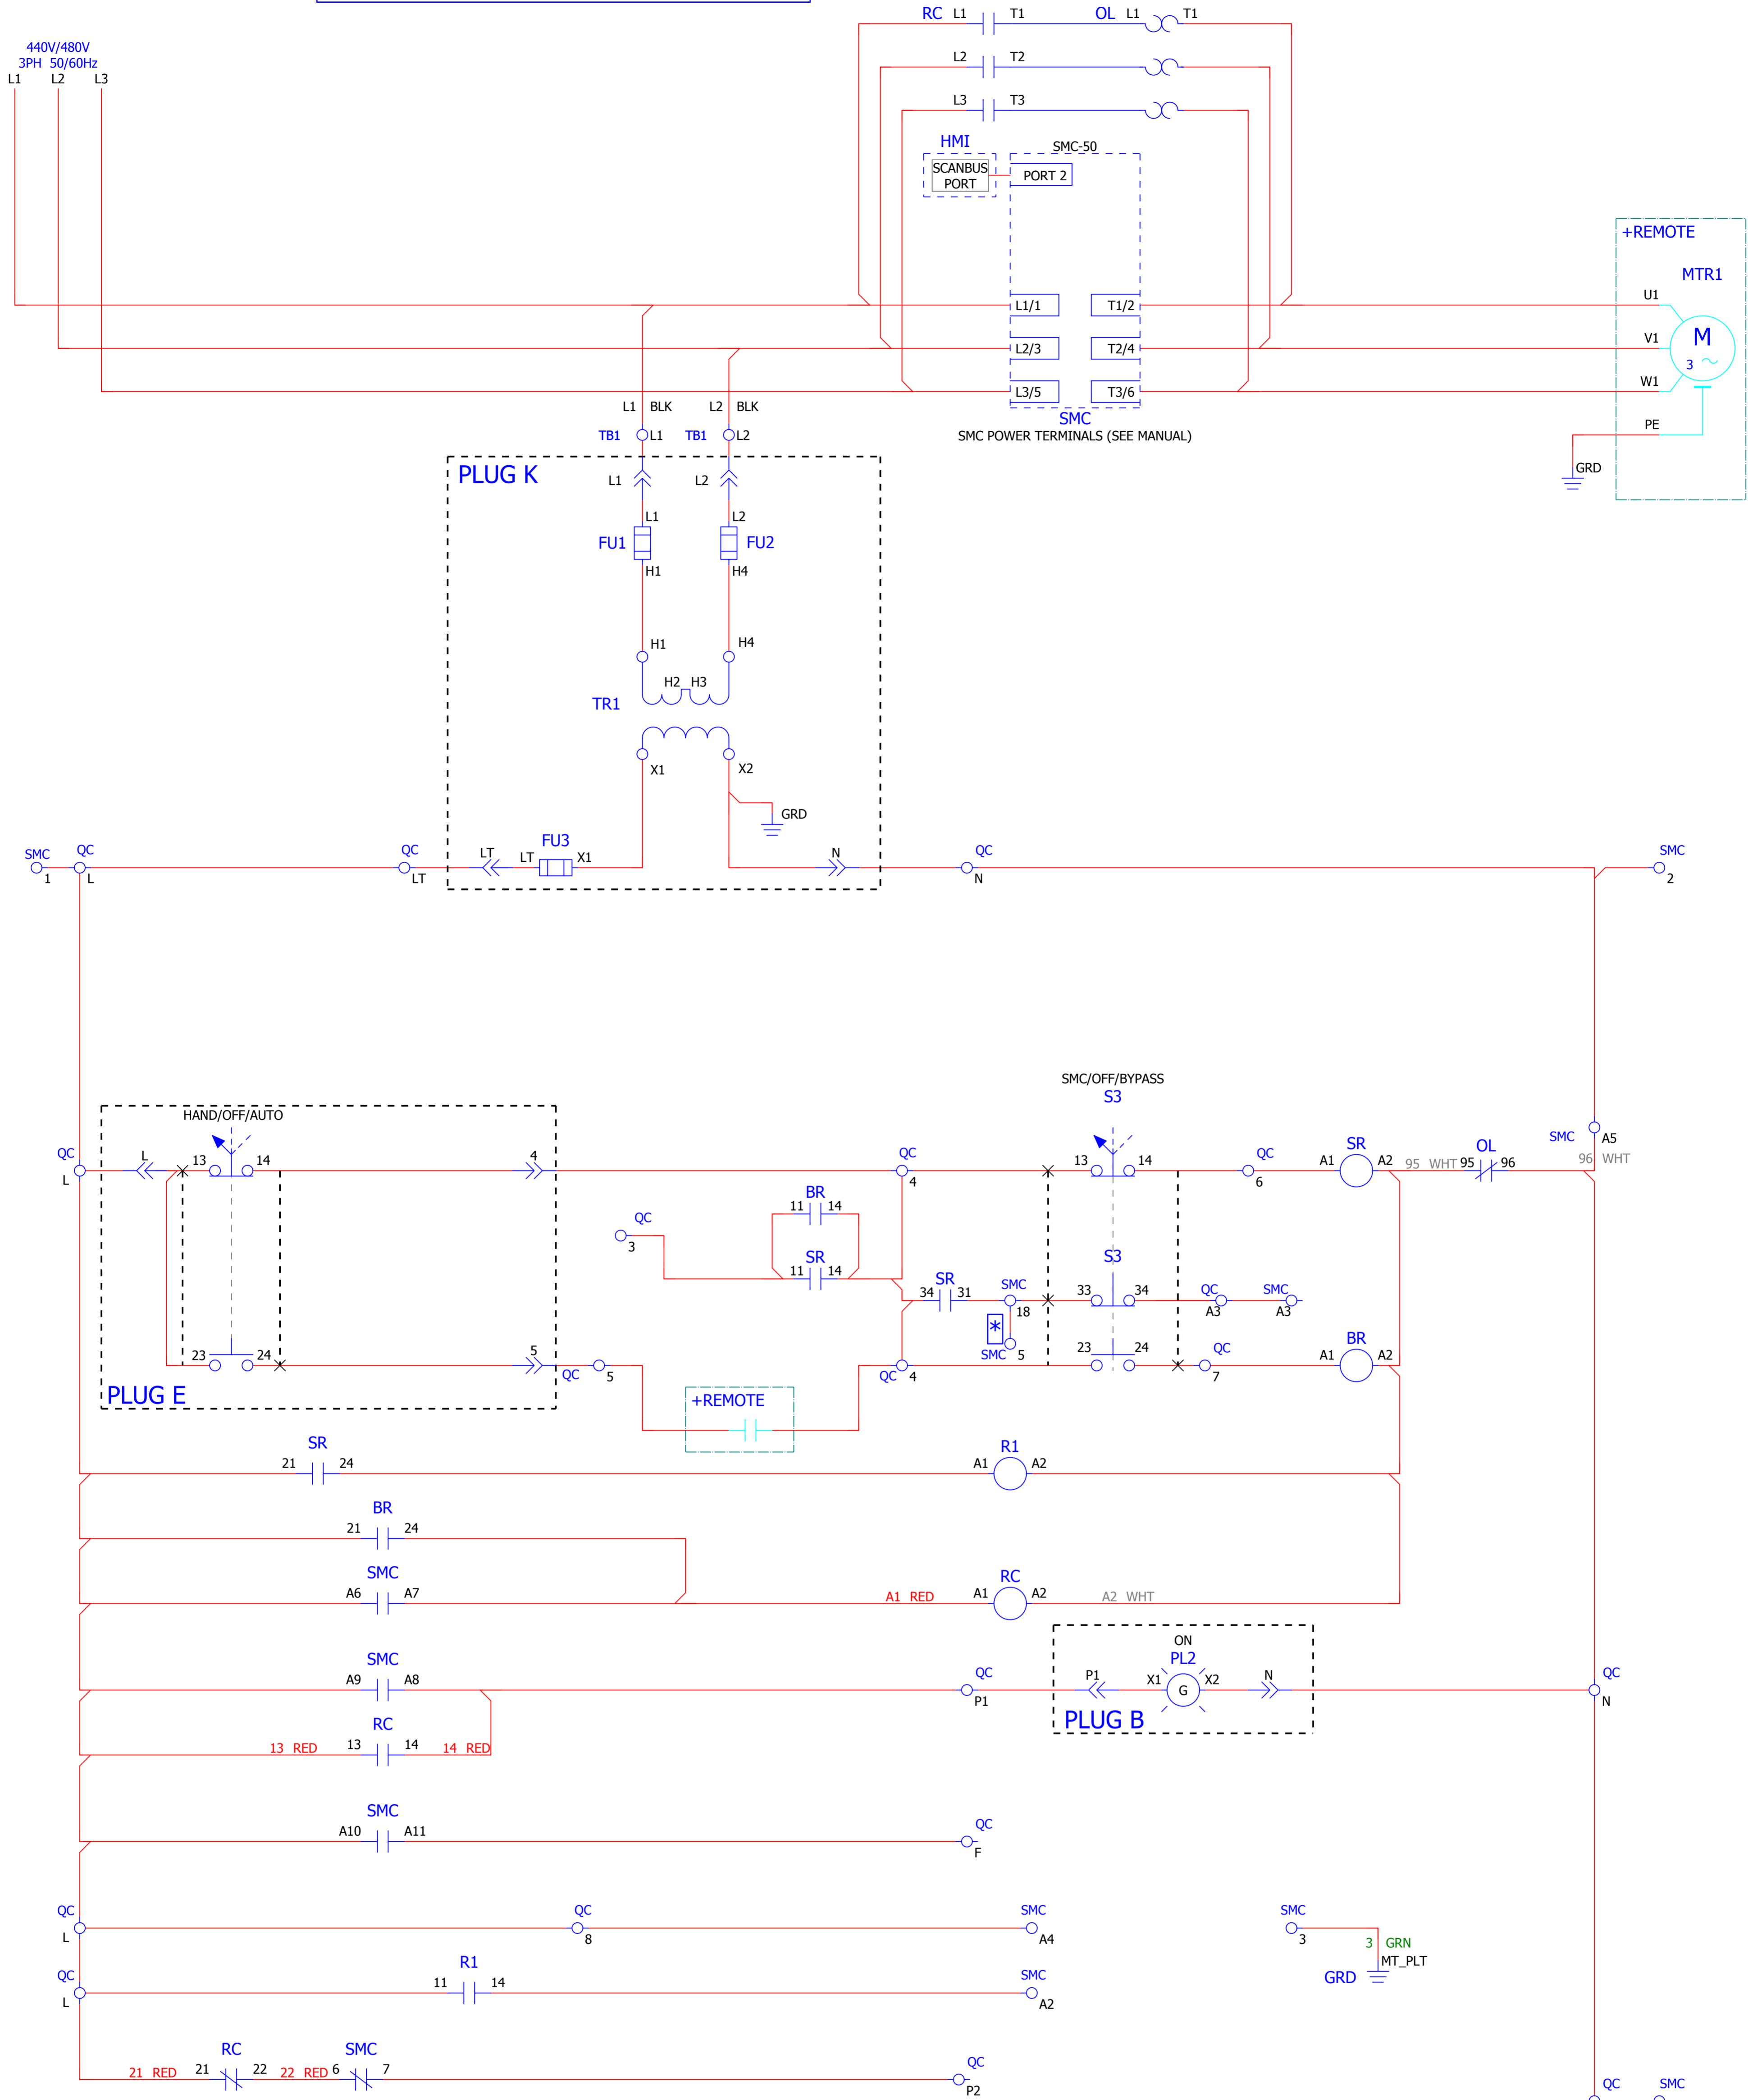 RC L1 T1 OL L1 T1
440V/480V
3PH 50/60Hz
L1 L2 L3
L2 T2
L3 T3
HMI
SMC-50
SCANBUS
PORT
PORT 2
+REMOTE
MTR1
L1/1 T1/2 U1
L2/3 T2/4 V1
M
3
L3/5 T3/6 W1
SMC
SMC POWER TERMINALS (SEE MANUAL)
L1 BLK L2 BLK
TB1 L1 TB1 L2
PE
GRD
PLUG K
L1 L2
L1 L2
FU1 FU2
H1 H4
H1 H4
H2 H3
TR1
X1 X2
GRD
FU3
SMC QC QC LT LT X1 N QC SMC
1 L LT N 2
SMC/OFF/BYPASS
S3
HAND/OFF/AUTO
QC L 13 14 4 QC 13 14 QC SR
A1 A2 95 WHT 95 OL 96
SMC A5
96 WHT
L 4 6
BR
11 14
QC
3
SR
11 14
S3
SR
34 31
SMC
18
33 34
QC
A3
SMC
A3
*
SMC 5
23 24 5
QC 5
QC 4
23 24
QC
7
BR
A1 A2
PLUG E
+REMOTE
SR
21 24
R1
A1 A2
BR
21 24
SMC
A6 A7
A1 RED
RC
A1 A2
A2 WHT
SMC
A9 A8
QC
P1
ON
PL2
P1 X1 G X2 N
PLUG B
QC
N
RC
13 RED 13 14 14 RED
SMC
A10 A11
QC
F
QC
L
QC
8
SMC
A4
SMC
3
3 GRN
MT_PLT
GRD
QC
L
R1
11 14
SMC
A2
RC SMC
21 RED 21 22 22 RED 6 7
QC
P2
QC SMC